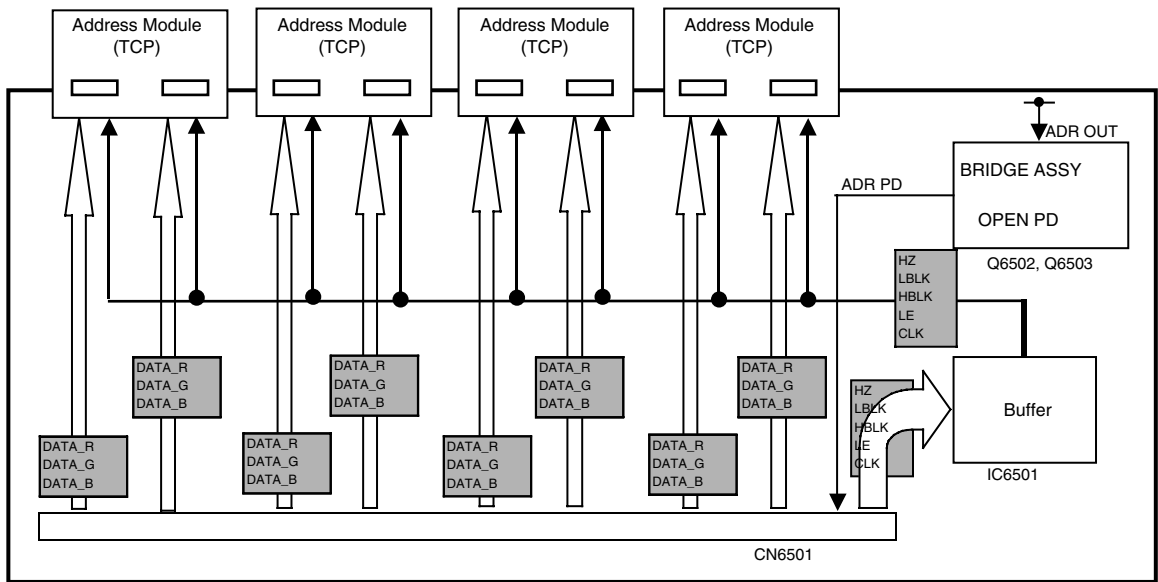 Address Module
(TCP)
Address Module
(TCP)
Address Module
(TCP)
Address Module
(TCP)
ADR OUT
BRIDGE ASSY
OPEN PD
ADR PD
Q6502, Q6503
HZ
LBLK
HBLK
LE
CLK
DATA_R
DATA_G
DATA_B
DATA_R
DATA_G
DATA_B
DATA_R
DATA_G
DATA_B
DATA_R
DATA_G
DATA_B
HZ
LBLK
HBLK
LE
CLK
Buffer
IC6501
DATA_R
DATA_G
DATA_B
DATA_R
DATA_G
DATA_B
DATA_R
DATA_G
DATA_B
DATA_R
DATA_G
DATA_B
CN6501